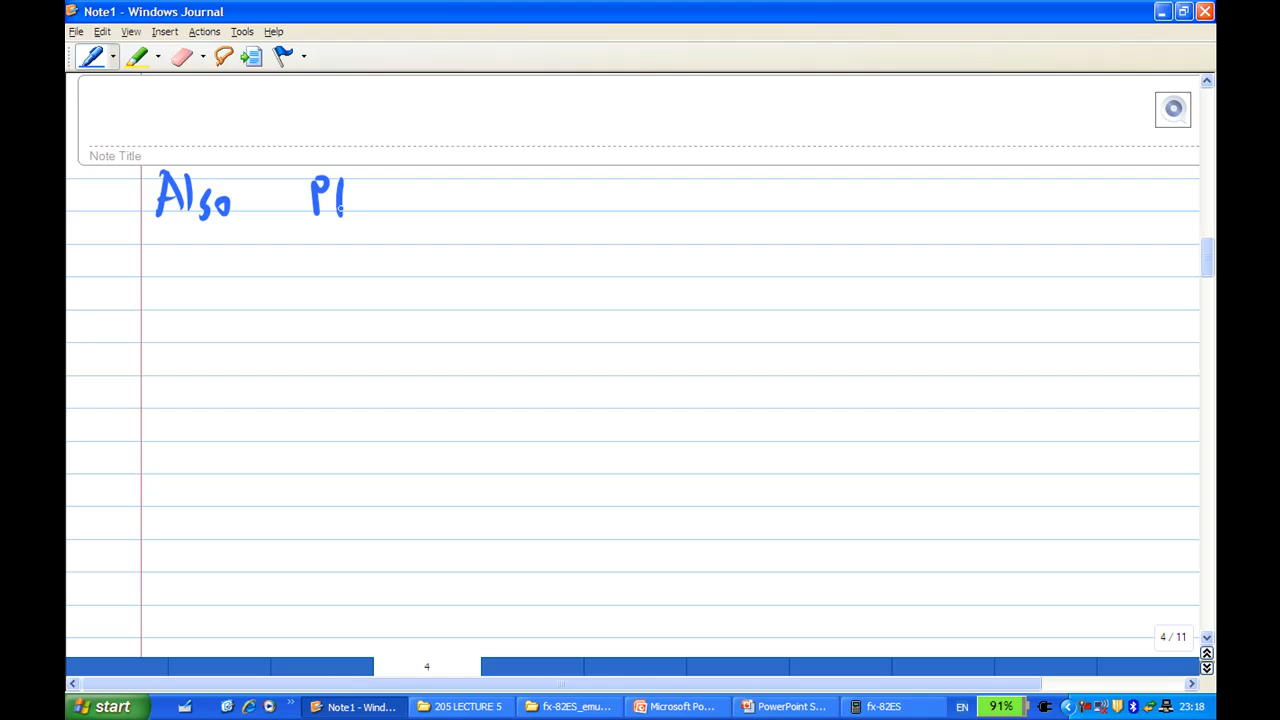 Note1 - Windows Journal
File Edit View Insert Actions Tools Help
Note Title
Also P
4 / 11
4
start Note1 - Wind... 205 LECTURE 5 fx-82ES_emu... Microsoft Po... PowerPoint S... fx-82ES EN 91% 23:18